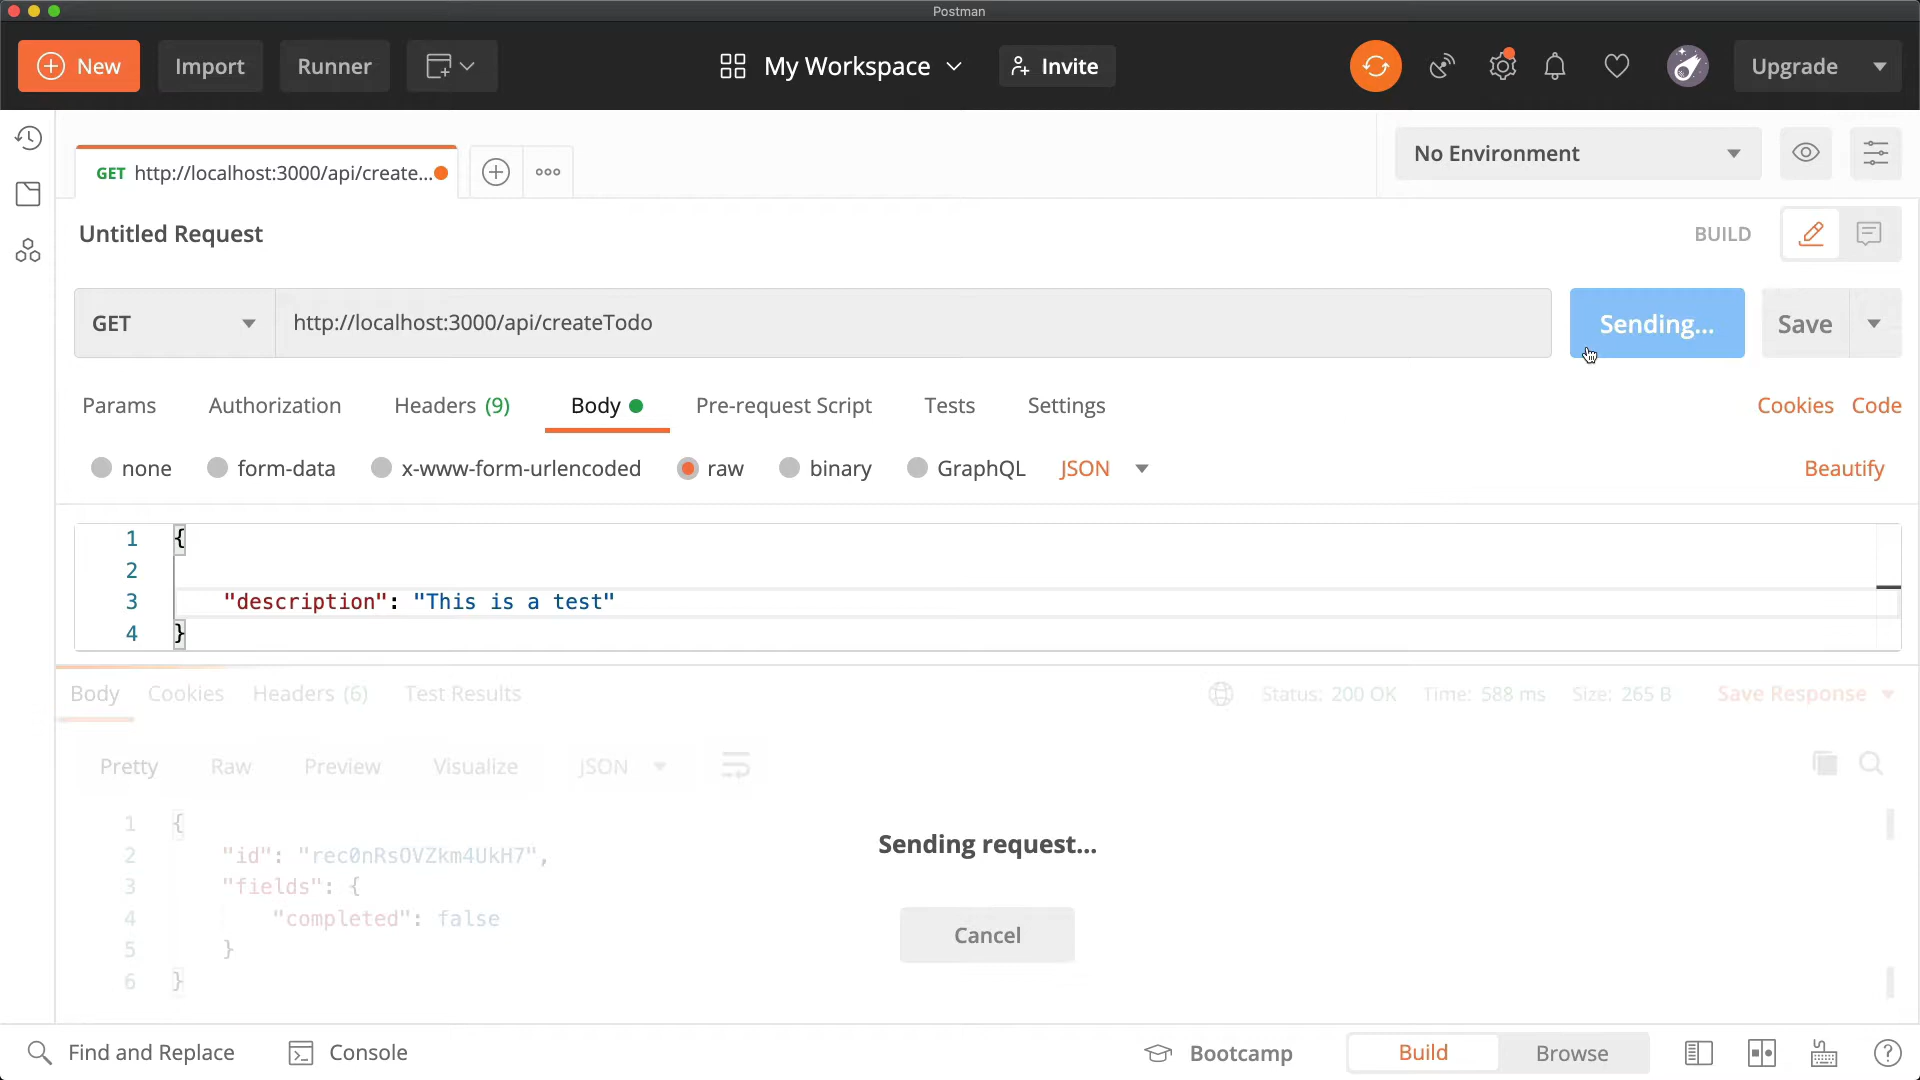 Postman
New Import Runner My Workspace Invite Upgrade
GET http://localhost:3000/api/create... No Environment
Untitled Request BUILD
GET http://localhost:3000/api/createTodo Sending... Save
Params Authorization Headers (9) Body Pre-request Script Tests Settings Cookies Code
none form-data x-www-form-urlencoded raw binary GraphQL JSON Beautify
1 {
2
3 "description": "This is a test"
4 }
Body Cookies Headers (6) Test Results Status: 200 OK Time: 588 ms Size: 265 B Save Response
Pretty Raw Preview Visualize JSON
1 {
2 "id": "rec0nRsOVZkm4UkH7",
3 "fields": {
4 "completed": false
5 }
6 }
Sending request...
Cancel
Find and Replace Console Bootcamp Build Browse